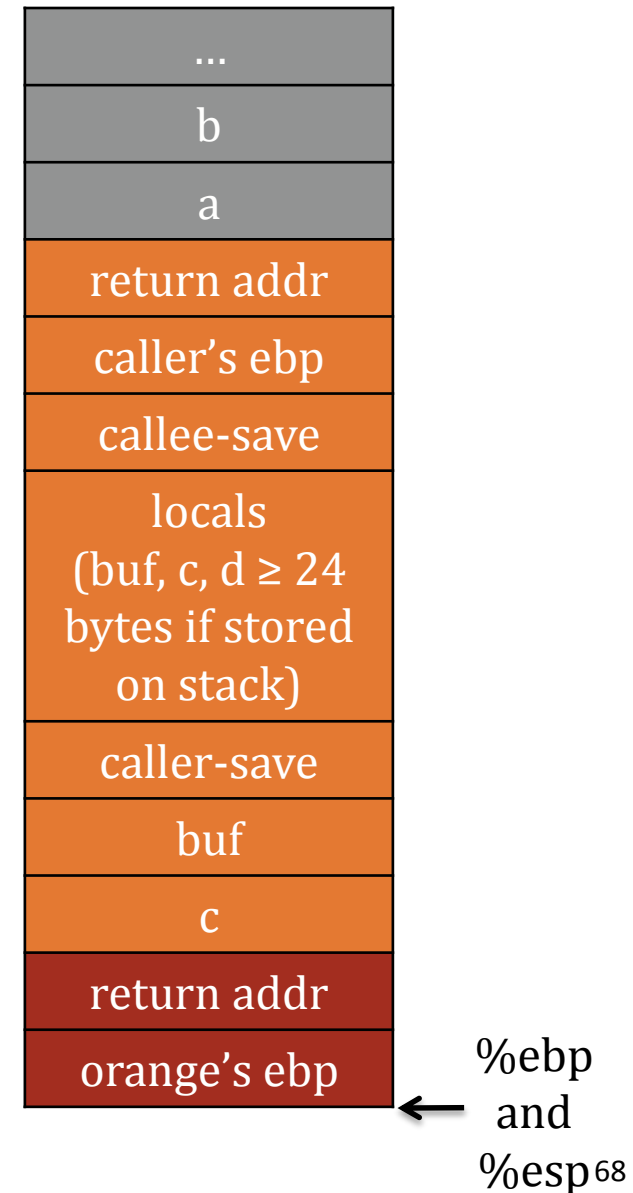 ...
b
a
return addr
caller’s ebp
callee-save
locals
(buf, c, d ≥ 24
bytes if stored
on stack)
caller-save
buf
c
return addr
orange’s ebp
%ebp
and
%esp 68